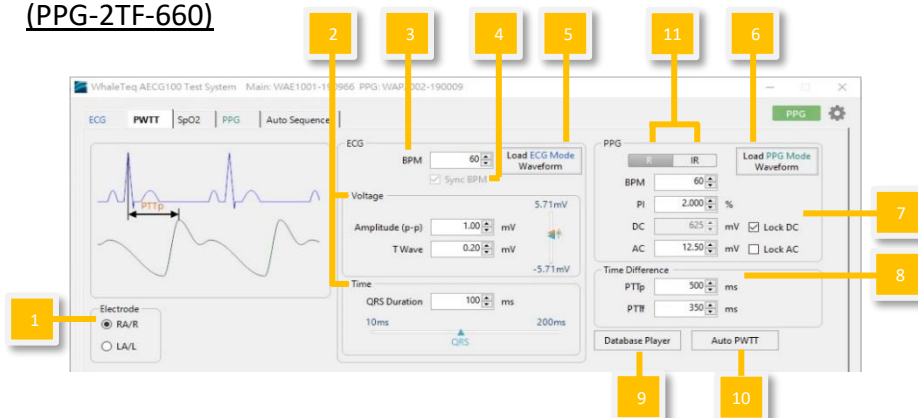 (PPG-2TF-660)
2 3 4 5 11 6
WhaleTeq AECG100 Test System Main: WAE1001-190966 PPG: WAP 002-190009
ECG PWTT SpO2 PPG Auto Sequence PPG
ECG
BPM 60 Load ECG Mode Waveform
Sync BPM
Voltage
5.71mV
Amplitude (p-p) 1.00 mV
T Wave 0.20 mV
-5.71mV
Time
QRS Duration 100 ms
10ms 200ms
QRS
PTTp
PPG
R IR Load PPG Mode Waveform
BPM 60
PI 2.000 %
DC 625 mV Lock DC
AC 12.50 mV Lock AC
7
Time Difference
PTTp 500 ms
PTTf 350 ms
8
1
Electrode
RA/R
LA/L
Database Player Auto PWTT
9 10